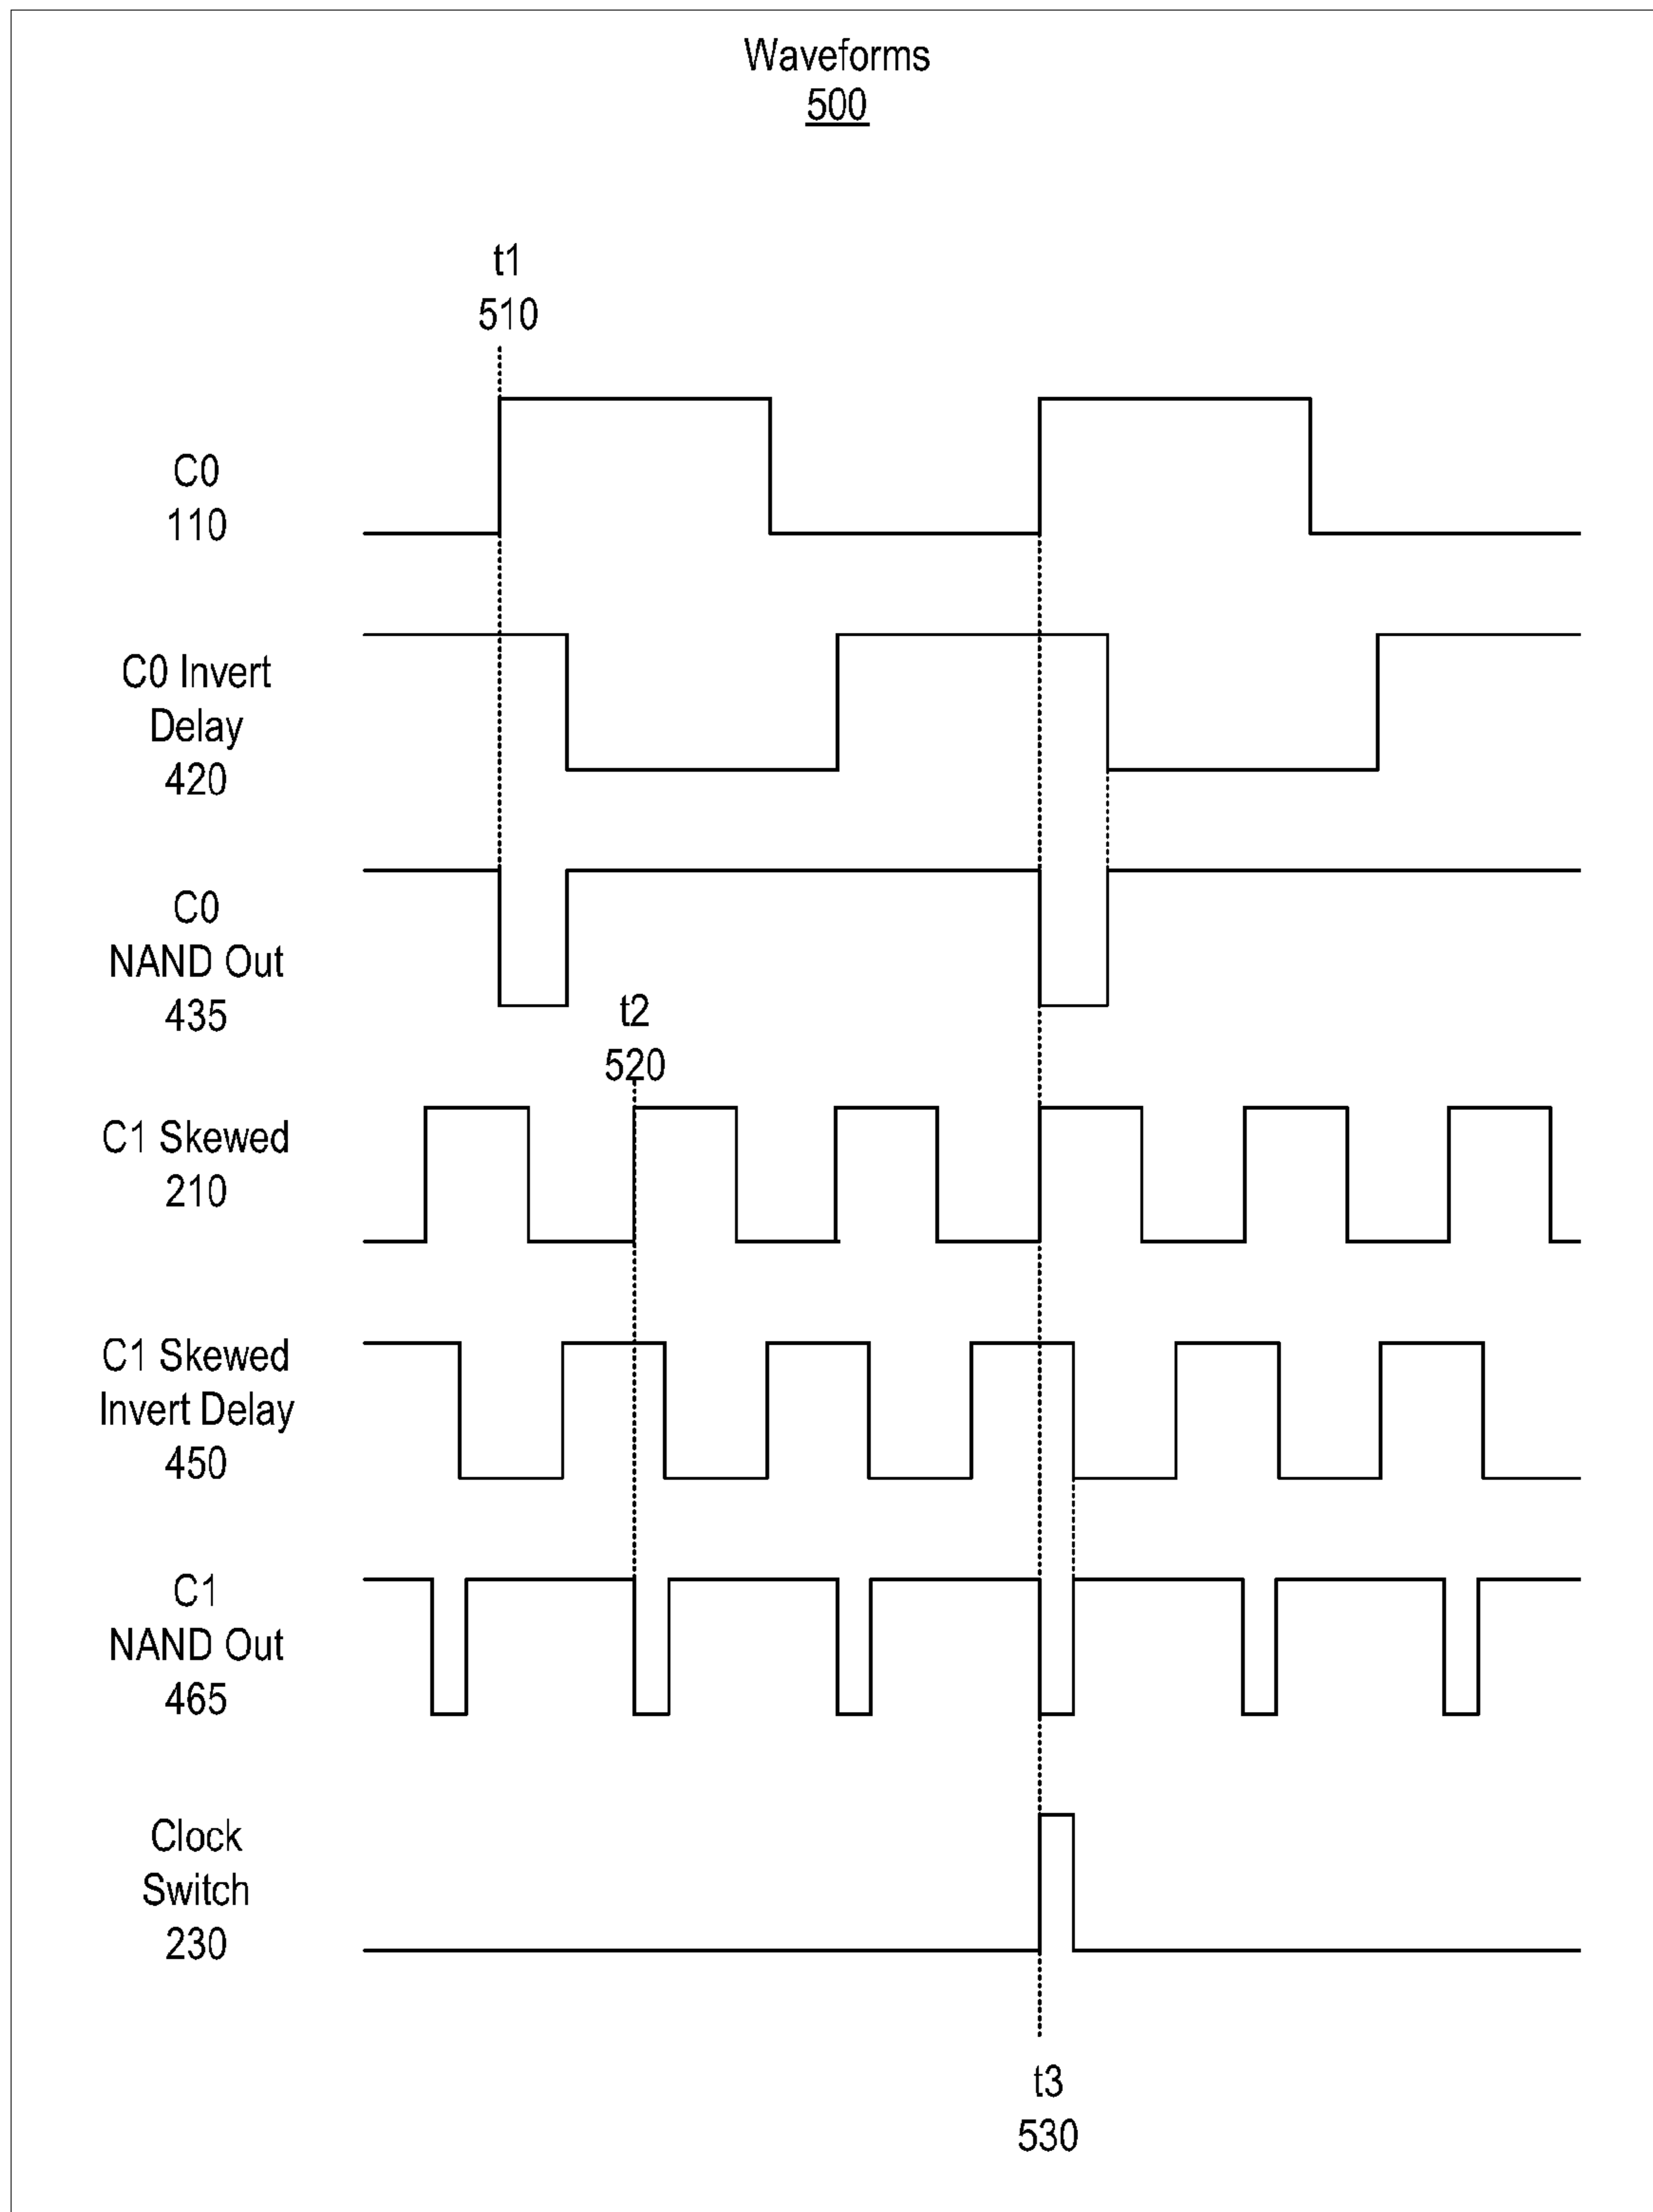 Waveforms
500
t1
510
C0
110
C0 Invert
Delay
420
C0
NAND Out
435
t2
520
C1 Skewed
210
C1 Skewed
Invert Delay
450
C1
NAND Out
465
Clock
Switch
230
t3
530